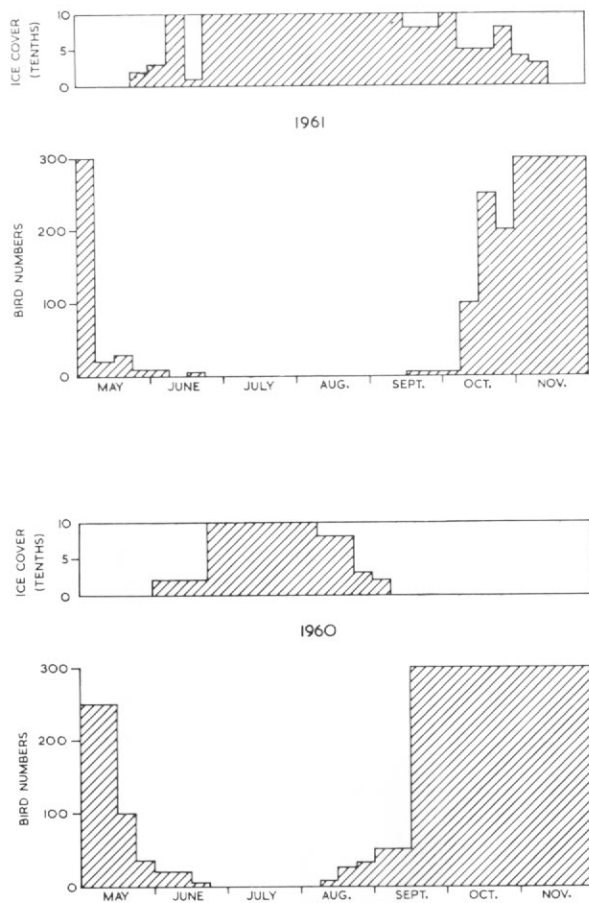 ICE COVER
(TENTHS)
10
5
0
1961
BIRD NUMBERS
300
200
100
0
MAY JUNE JULY AUG. SEPT. OCT. NOV.
ICE COVER
(TENTHS)
10
5
0
1960
BIRD NUMBERS
300
200
100
0
MAY JUNE JULY AUG. SEPT. OCT. NOV.